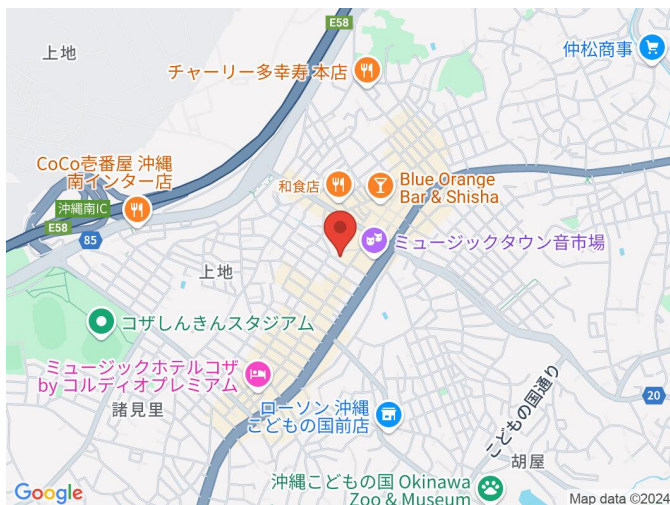 E58
上地
仲松商事
チャーリー多幸寿 本店
CoCo壱番屋 沖縄
南インター店
和食店
Blue Orange
Bar & Shisha
沖縄南IC
E58
85
ミュージックタウン音市場
上地
コザしんきんスタジアム
ミュージックホテルコザ
by コルディオプレミアム
諸見里
ローソン 沖縄
こどもの国前店
こどもの国通り
20
胡屋
沖縄こどもの国 Okinawa
Zoo & Museum
Google
Map data ©2024